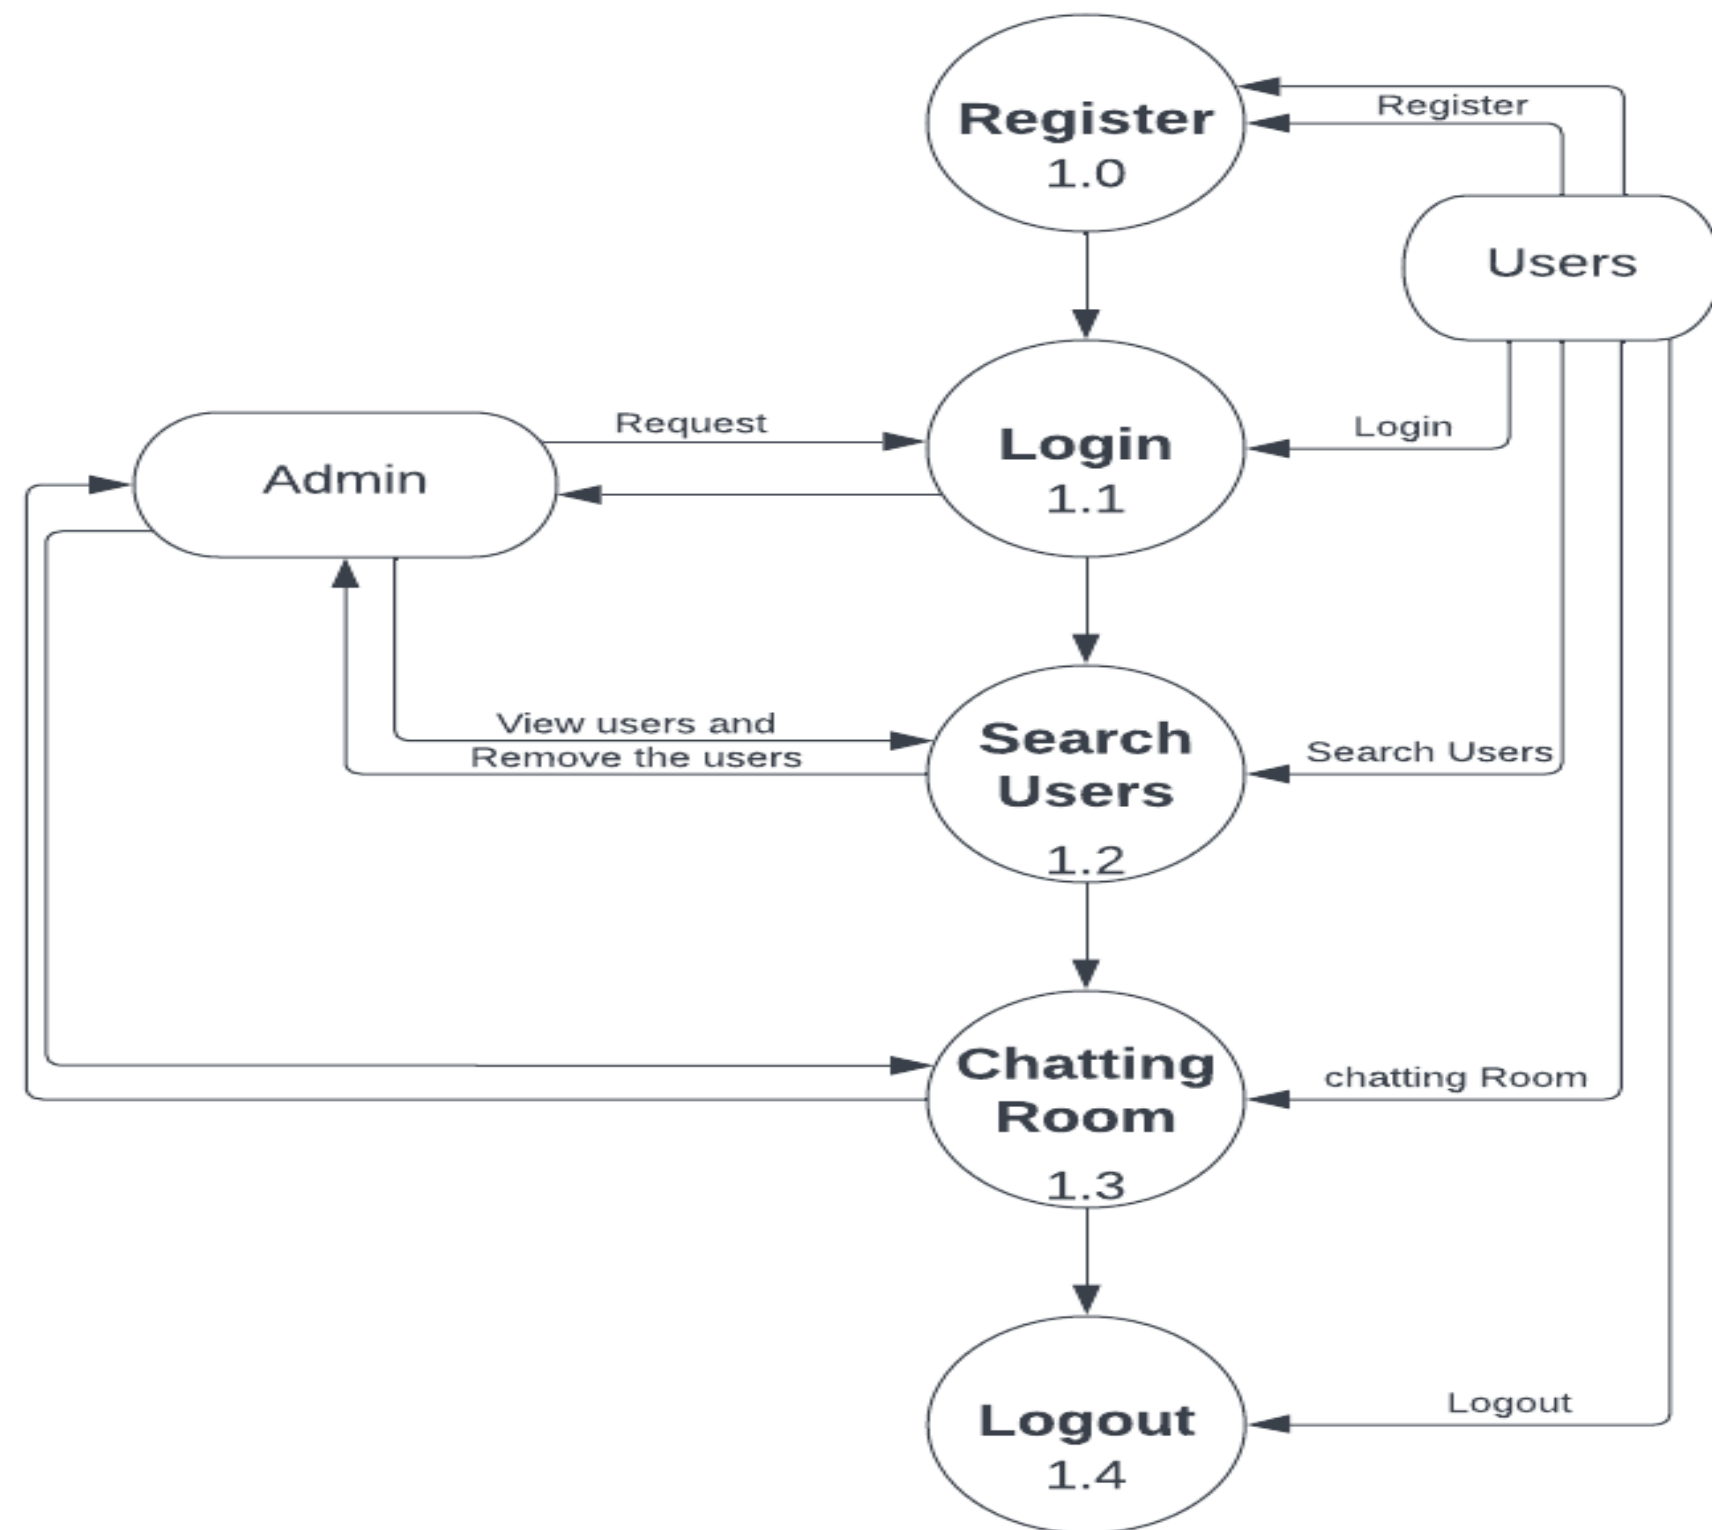 Register
1.0
Register
Users
Request
Login
1.1
Login
Admin
View users and
Remove the users
Search
Users
1.2
Search Users
Chatting
Room
1.3
chatting Room
Logout
1.4
Logout